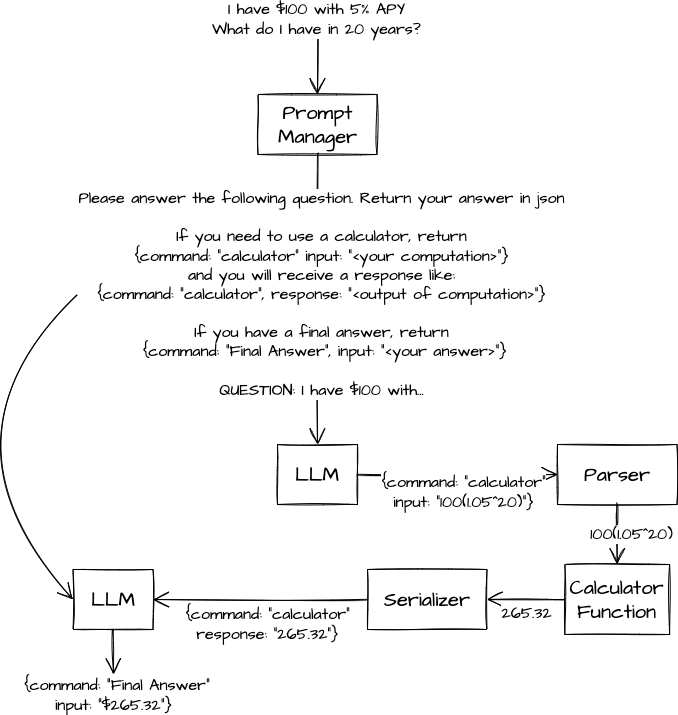 I have $100 with 5% APY
What do I have in 20 years?
Prompt
Manager
Please answer the following question. Return your answer in json
If you need to use a calculator, return
{command: "calculator" input: "<your computation>"}
and you will receive a response like:
{command: "calculator", response: "<output of computation>"}
If you have a final answer, return
{command: "Final Answer", input: "<your answer>"}
QUESTION: I have $100 with...
LLM
{command: "calculator"
input: "100(1.05^20)"}
Parser
100(1.05^20)
Calculator
Function
265.32
Serializer
{command: "calculator"
response: "265.32"}
LLM
{command: "Final Answer"
input: "$265.32"}